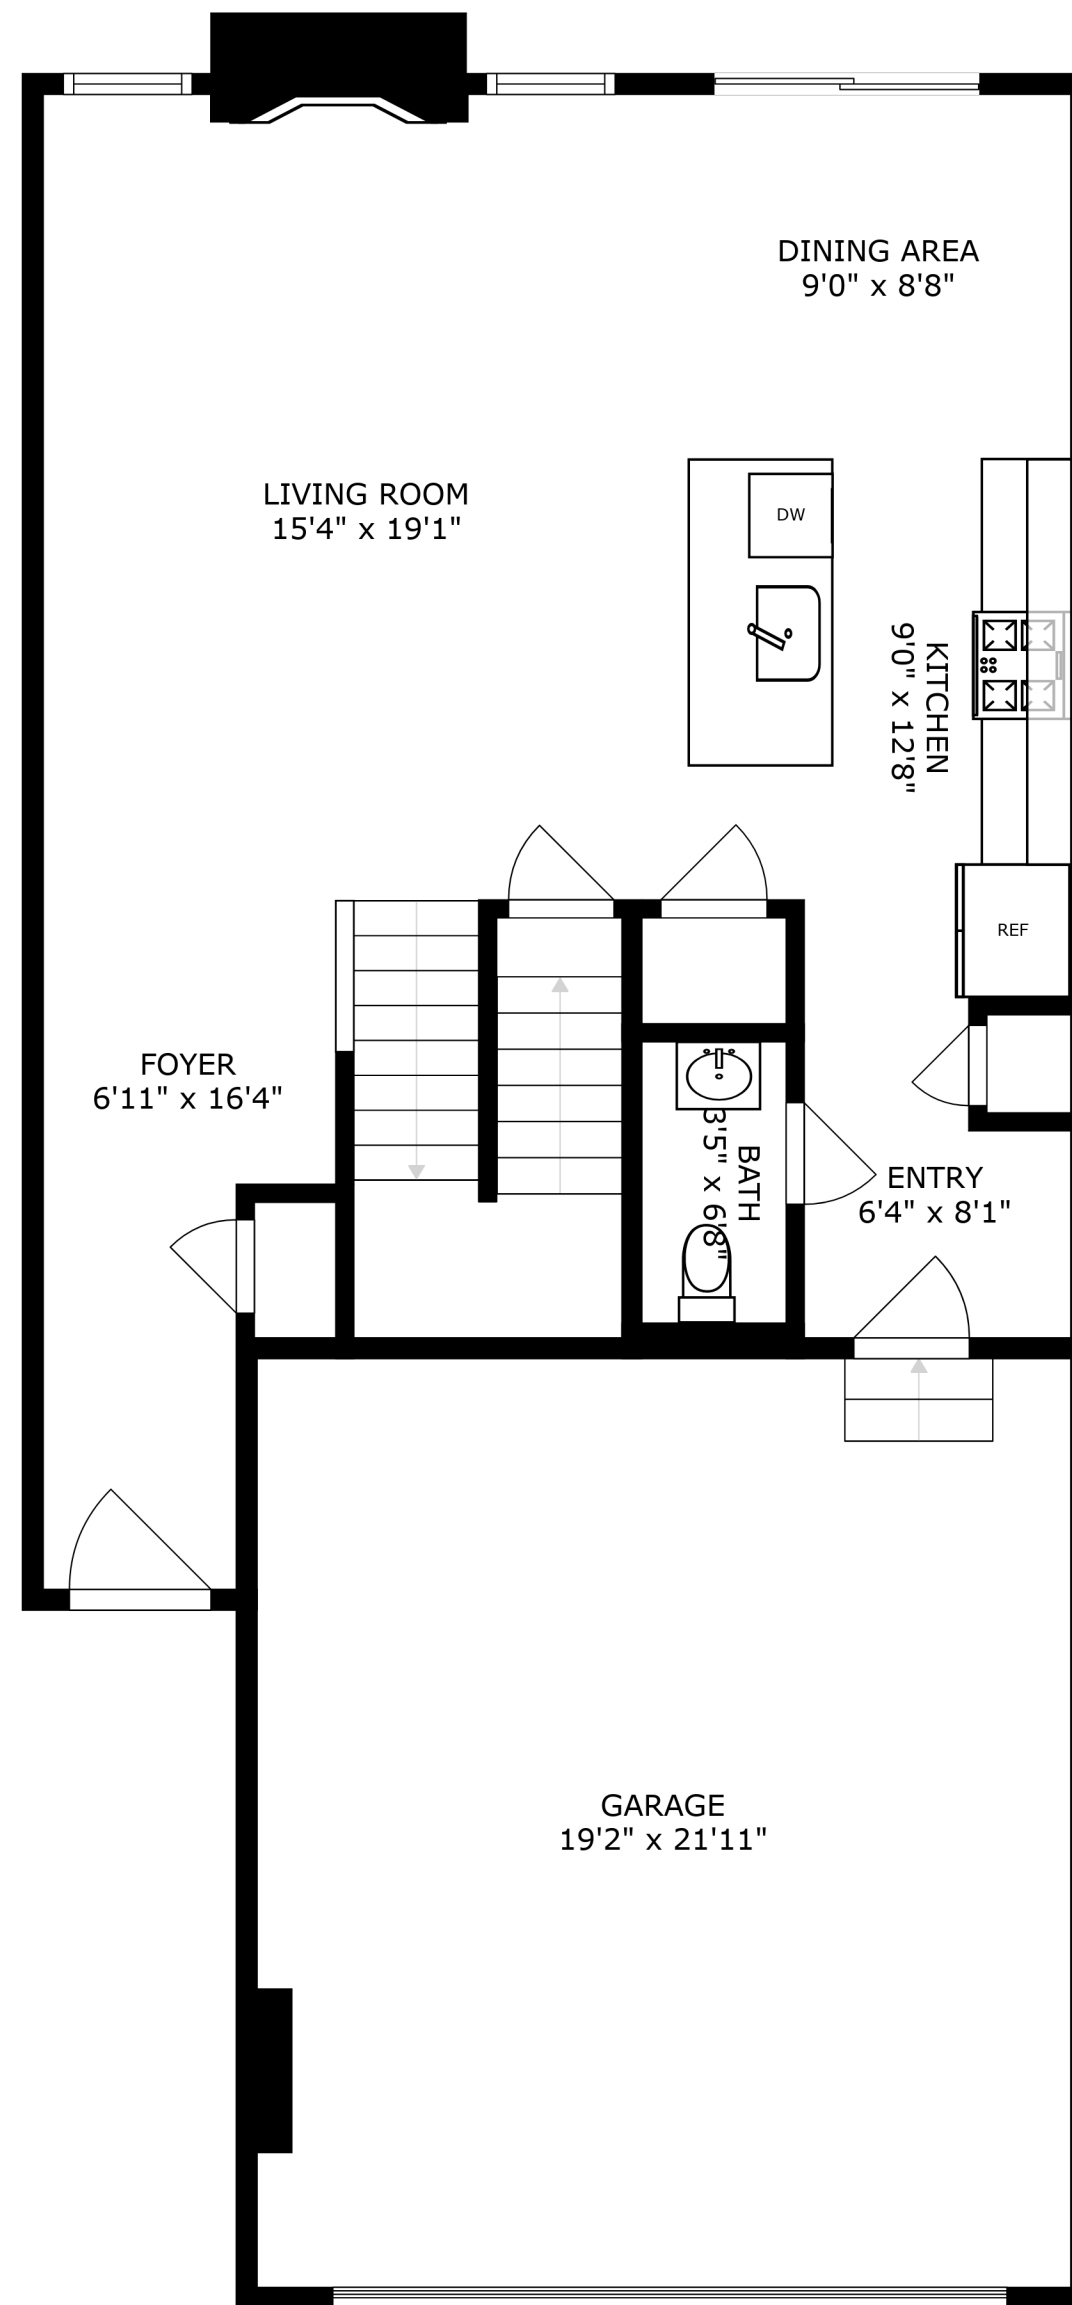 DINING AREA
9'0" x 8'8"
LIVING ROOM
15'4" x 19'1"
DW
KITCHEN
9'0" x 12'8"
REF
FOYER
6'11" x 16'4"
BATH
3'5" x 6'8"
ENTRY
6'4" x 8'1"
GARAGE
19'2" x 21'11"